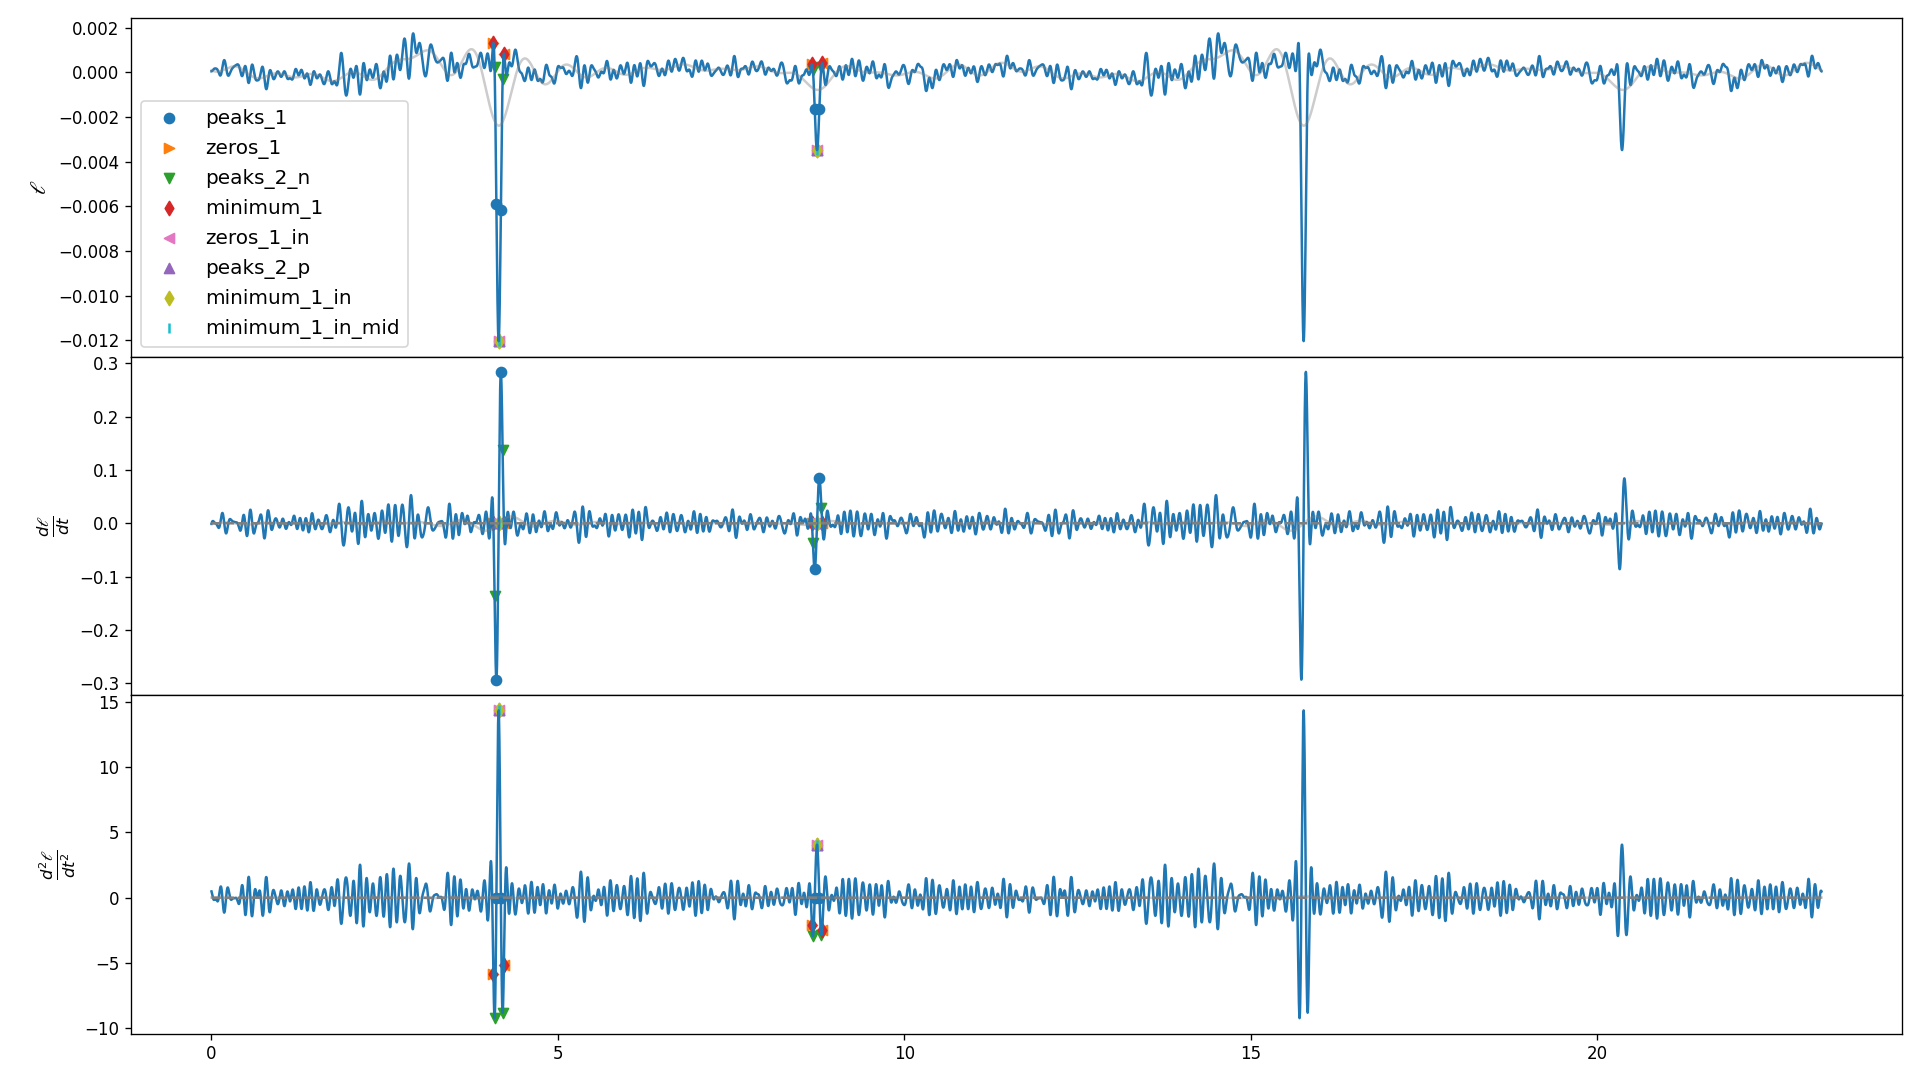 0.002
0.000
−0.002
−0.004
−0.006
−0.008
−0.010
−0.012
ℓ
peaks_1
zeros_1
peaks_2_n
minimum_1
zeros_1_in
peaks_2_p
minimum_1_in
minimum_1_in_mid
0.3
0.2
0.1
0.0
−0.1
−0.2
−0.3
dℓ
dt
15
10
5
0
−5
−10
d²ℓ
dt²
0 5 10 15 20